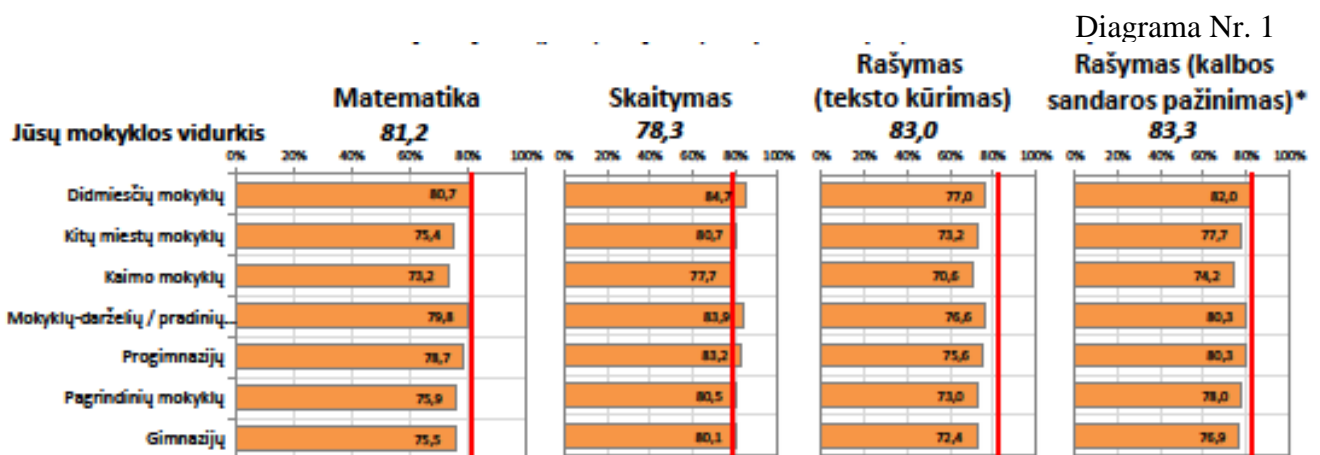 Diagrama Nr. 1
Matematika
Skaitymas
Rašymas
(teksto kūrimas)
Rašymas (kalbos
sandaros pažinimas)*
Jūsų mokyklos vidurkis
81,2
78,3
83,0
83,3
0% 20% 40% 60% 80% 100% 0% 20% 40% 60% 80% 100% 0% 20% 40% 60% 80% 100% 0% 20% 40% 60% 80% 100%
Didmiesčių mokyklų 80,7 84,7 77,0 82,0
Kitų miestų mokyklų 75,4 80,7 73,2 77,7
Kaimo mokyklų 73,2 77,7 70,6 74,2
Mokyklų-darželių / pradinių... 79,8 83,9 76,6 80,3
Progimnazijų 78,7 83,2 75,6 80,3
Pagrindinių mokyklų 75,9 80,5 73,0 78,0
Gimnazijų 75,5 80,1 72,4 76,9